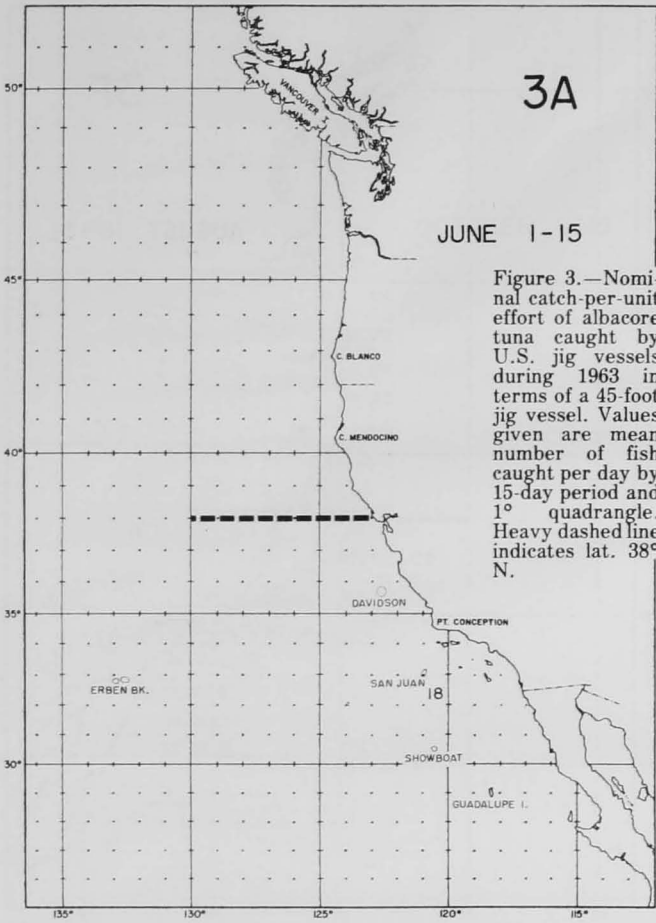 3A
50°
VANCOUVER
JUNE 1-15
45°
Figure 3.—Nomi-
nal catch-per-unit
effort of albacore
tuna caught by
U.S. jig vessels
during 1963 in
terms of a 45-foot
jig vessel. Values
given are mean
number of fish
caught per day by
15-day period and
1° quadrangle.
Heavy dashed line
indicates lat. 38°
N.
C. BLANCO
C. MENDOCINO
40°
DAVIDSON
35°
PT. CONCEPTION
ERBEN BK.
SAN JUAN
18
SHOWBOAT
30°
GUADALUPE I.
135°
130°
125°
120°
115°